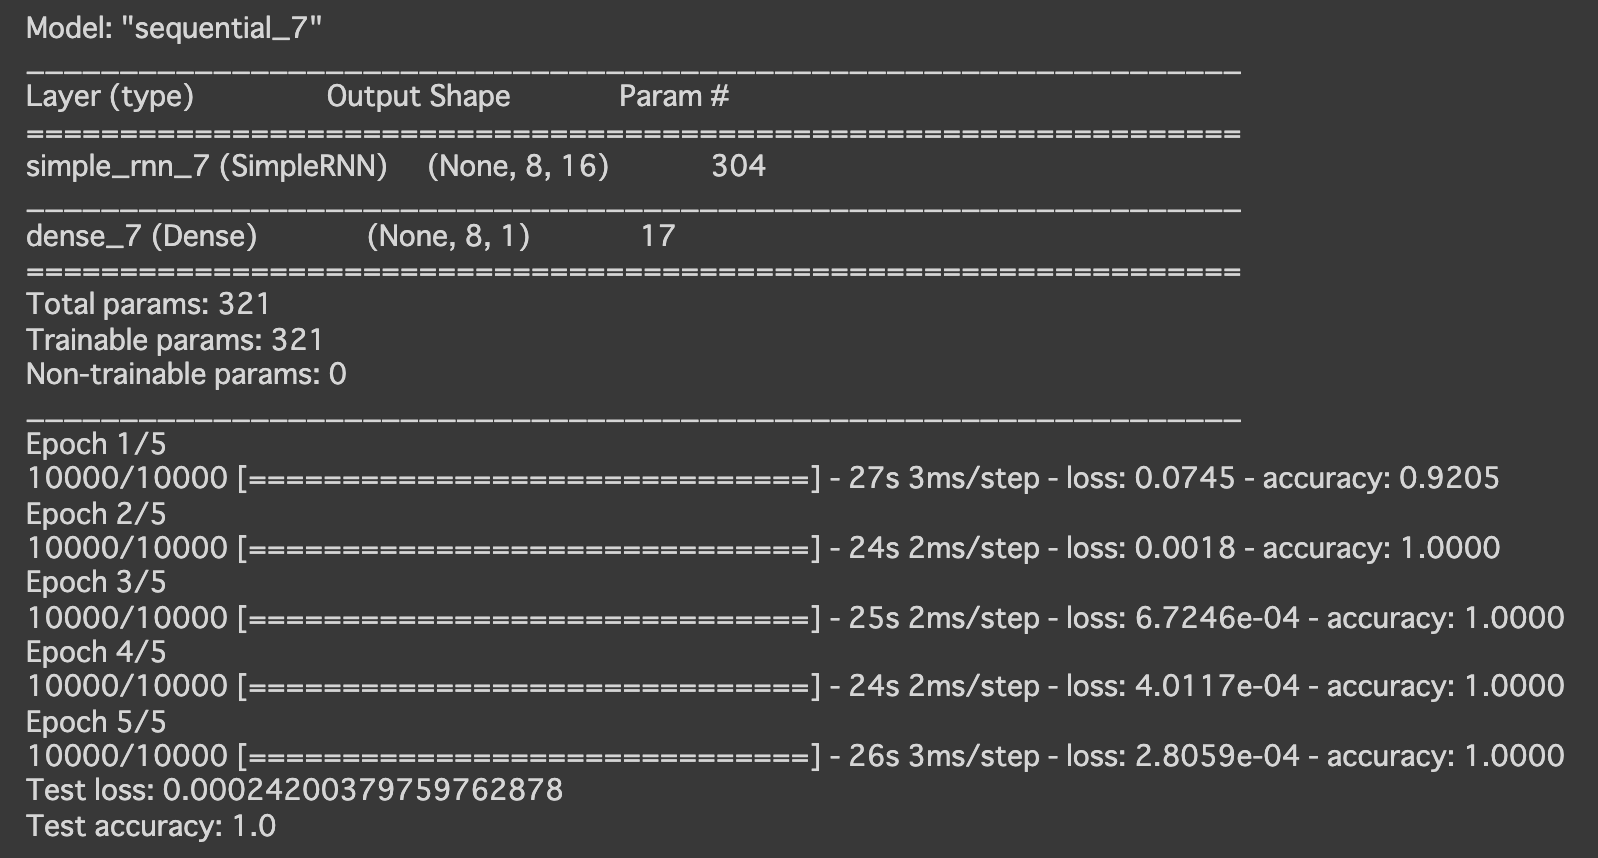 Model: "sequential_7"
_________________________________________________________________
Layer (type)                 Output Shape              Param #
=================================================================
simple_rnn_7 (SimpleRNN)     (None, 8, 16)             304
_________________________________________________________________
dense_7 (Dense)              (None, 8, 1)              17
=================================================================
Total params: 321
Trainable params: 321
Non-trainable params: 0
_________________________________________________________________
Epoch 1/5
10000/10000 [==============================] - 27s 3ms/step - loss: 0.0745 - accuracy: 0.9205
Epoch 2/5
10000/10000 [==============================] - 24s 2ms/step - loss: 0.0018 - accuracy: 1.0000
Epoch 3/5
10000/10000 [==============================] - 25s 2ms/step - loss: 6.7246e-04 - accuracy: 1.0000
Epoch 4/5
10000/10000 [==============================] - 24s 2ms/step - loss: 4.0117e-04 - accuracy: 1.0000
Epoch 5/5
10000/10000 [==============================] - 26s 3ms/step - loss: 2.8059e-04 - accuracy: 1.0000
Test loss: 0.00024200379759762878
Test accuracy: 1.0